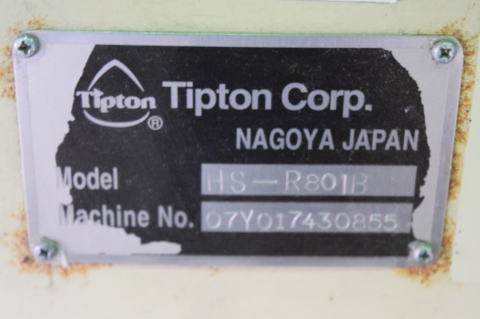 Tipton Tipton Corp.
®
NAGOYA JAPAN
Model HS-R801B
Machine No. 07Y017430855